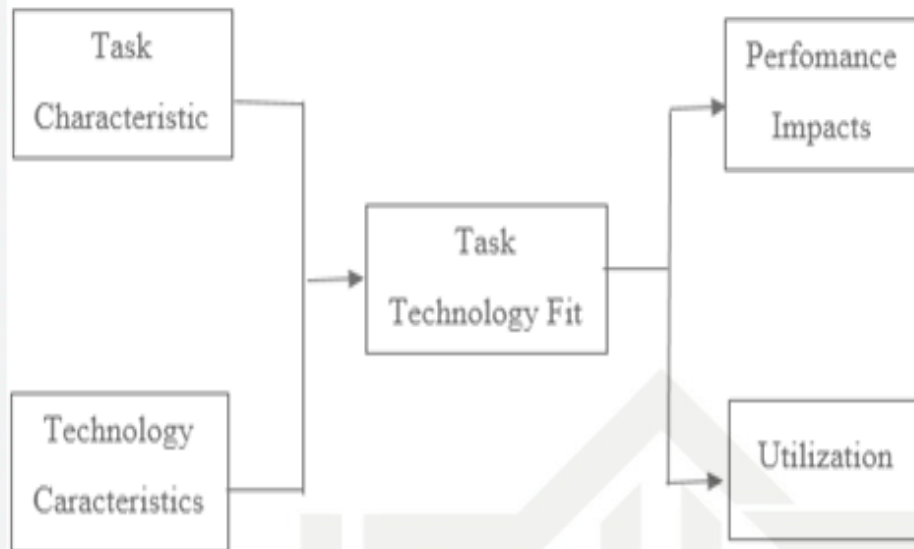 Task
Characteristic
Technology
Caracteristics
Task
Technology Fit
Perfomance
Impacts
Utilization